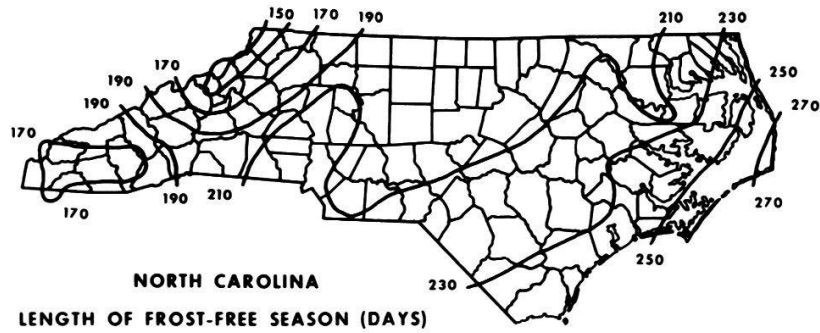 150 170 190 210 230
190 170 250
190 270
170
170 190 210 270
230 250
NORTH CAROLINA
LENGTH OF FROST-FREE SEASON (DAYS)